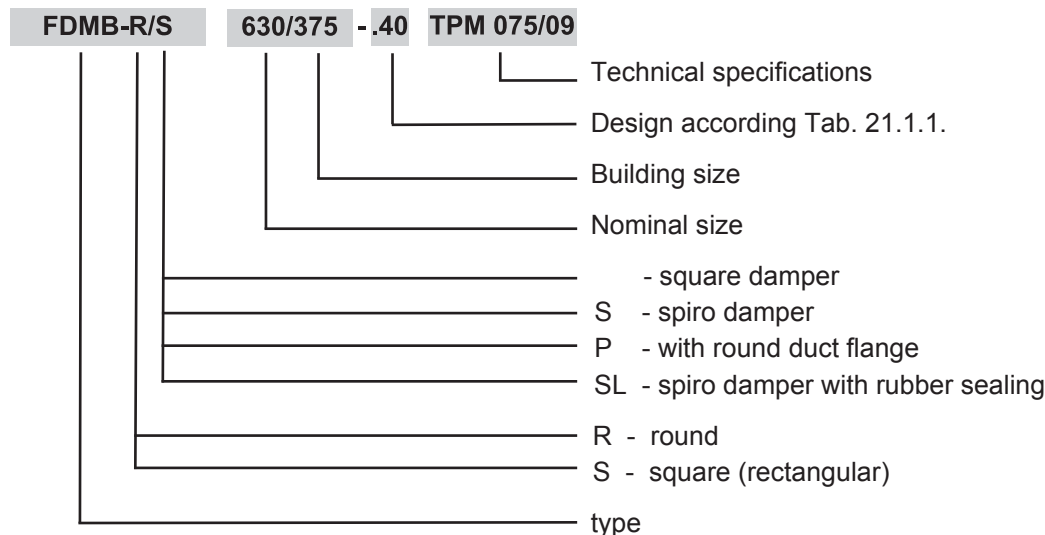 FDMB-R/S 630/375 - .40 TPM 075/09
Technical specifications
Design according Tab. 21.1.1.
Building size
Nominal size
- square damper
S - spiro damper
P - with round duct flange
SL - spiro damper with rubber sealing
R - round
S - square (rectangular)
type